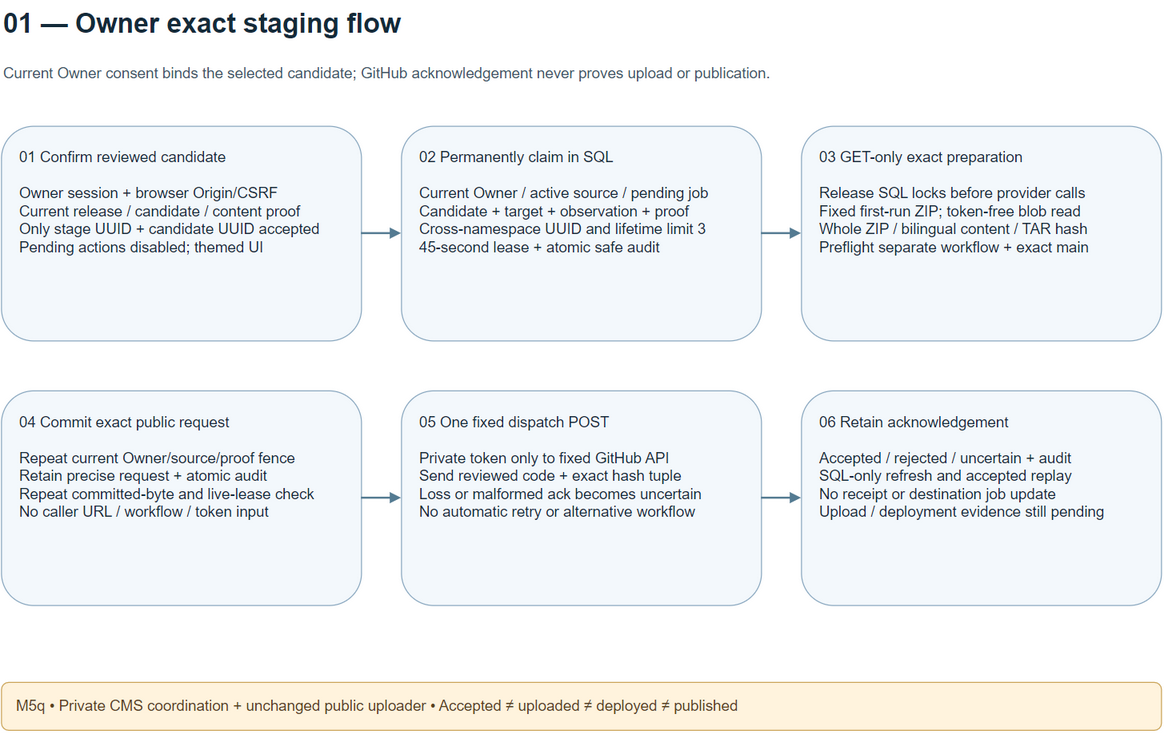 01 — Owner exact staging flow
Current Owner consent binds the selected candidate; GitHub acknowledgement never proves upload or publication.
01 Confirm reviewed candidate
Owner session + browser Origin/CSRF
Current release / candidate / content proof
Only stage UUID + candidate UUID accepted
Pending actions disabled; themed UI
02 Permanently claim in SQL
Current Owner / active source / pending job
Candidate + target + observation + proof
Cross-namespace UUID and lifetime limit 3
45-second lease + atomic safe audit
03 GET-only exact preparation
Release SQL locks before provider calls
Fixed first-run ZIP; token-free blob read
Whole ZIP / bilingual content / TAR hash
Preflight separate workflow + exact main
04 Commit exact public request
Repeat current Owner/source/proof fence
Retain precise request + atomic audit
Repeat committed-byte and live-lease check
No caller URL / workflow / token input
05 One fixed dispatch POST
Private token only to fixed GitHub API
Send reviewed code + exact hash tuple
Loss or malformed ack becomes uncertain
No automatic retry or alternative workflow
06 Retain acknowledgement
Accepted / rejected / uncertain + audit
SQL-only refresh and accepted replay
No receipt or destination job update
Upload / deployment evidence still pending
M5q • Private CMS coordination + unchanged public uploader • Accepted ≠ uploaded ≠ deployed ≠ published